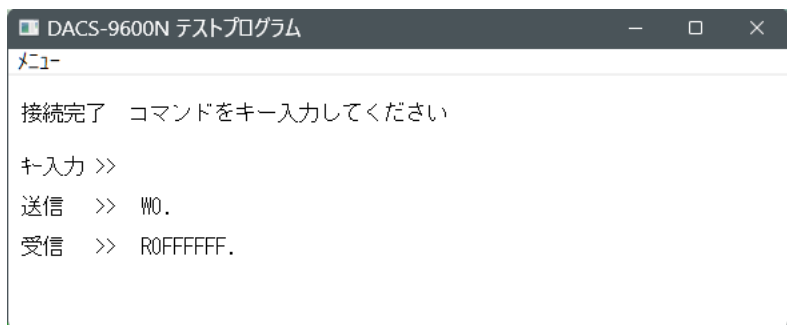 DACS-9600N テストプログラム
ﾒﾆｭｰ
接続完了　コマンドをキー入力してください
ｷｰ入力 >>
送信　>>　W0.
受信　>>　R0FFFFFF.